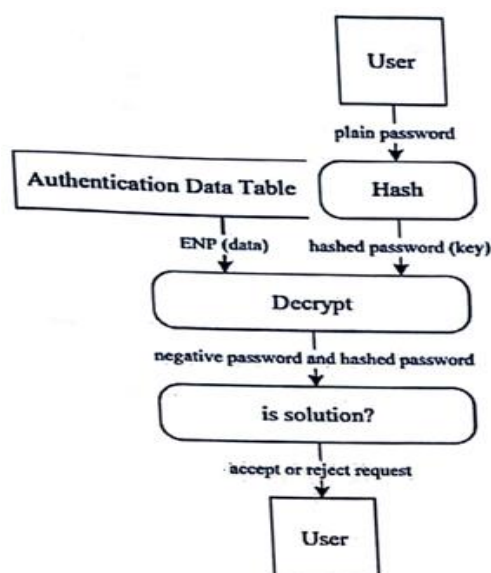 User
plain password
Authentication Data Table
Hash
ENP (data)
hashed password (key)
Decrypt
negative password and hashed password
is solution?
accept or reject request
User